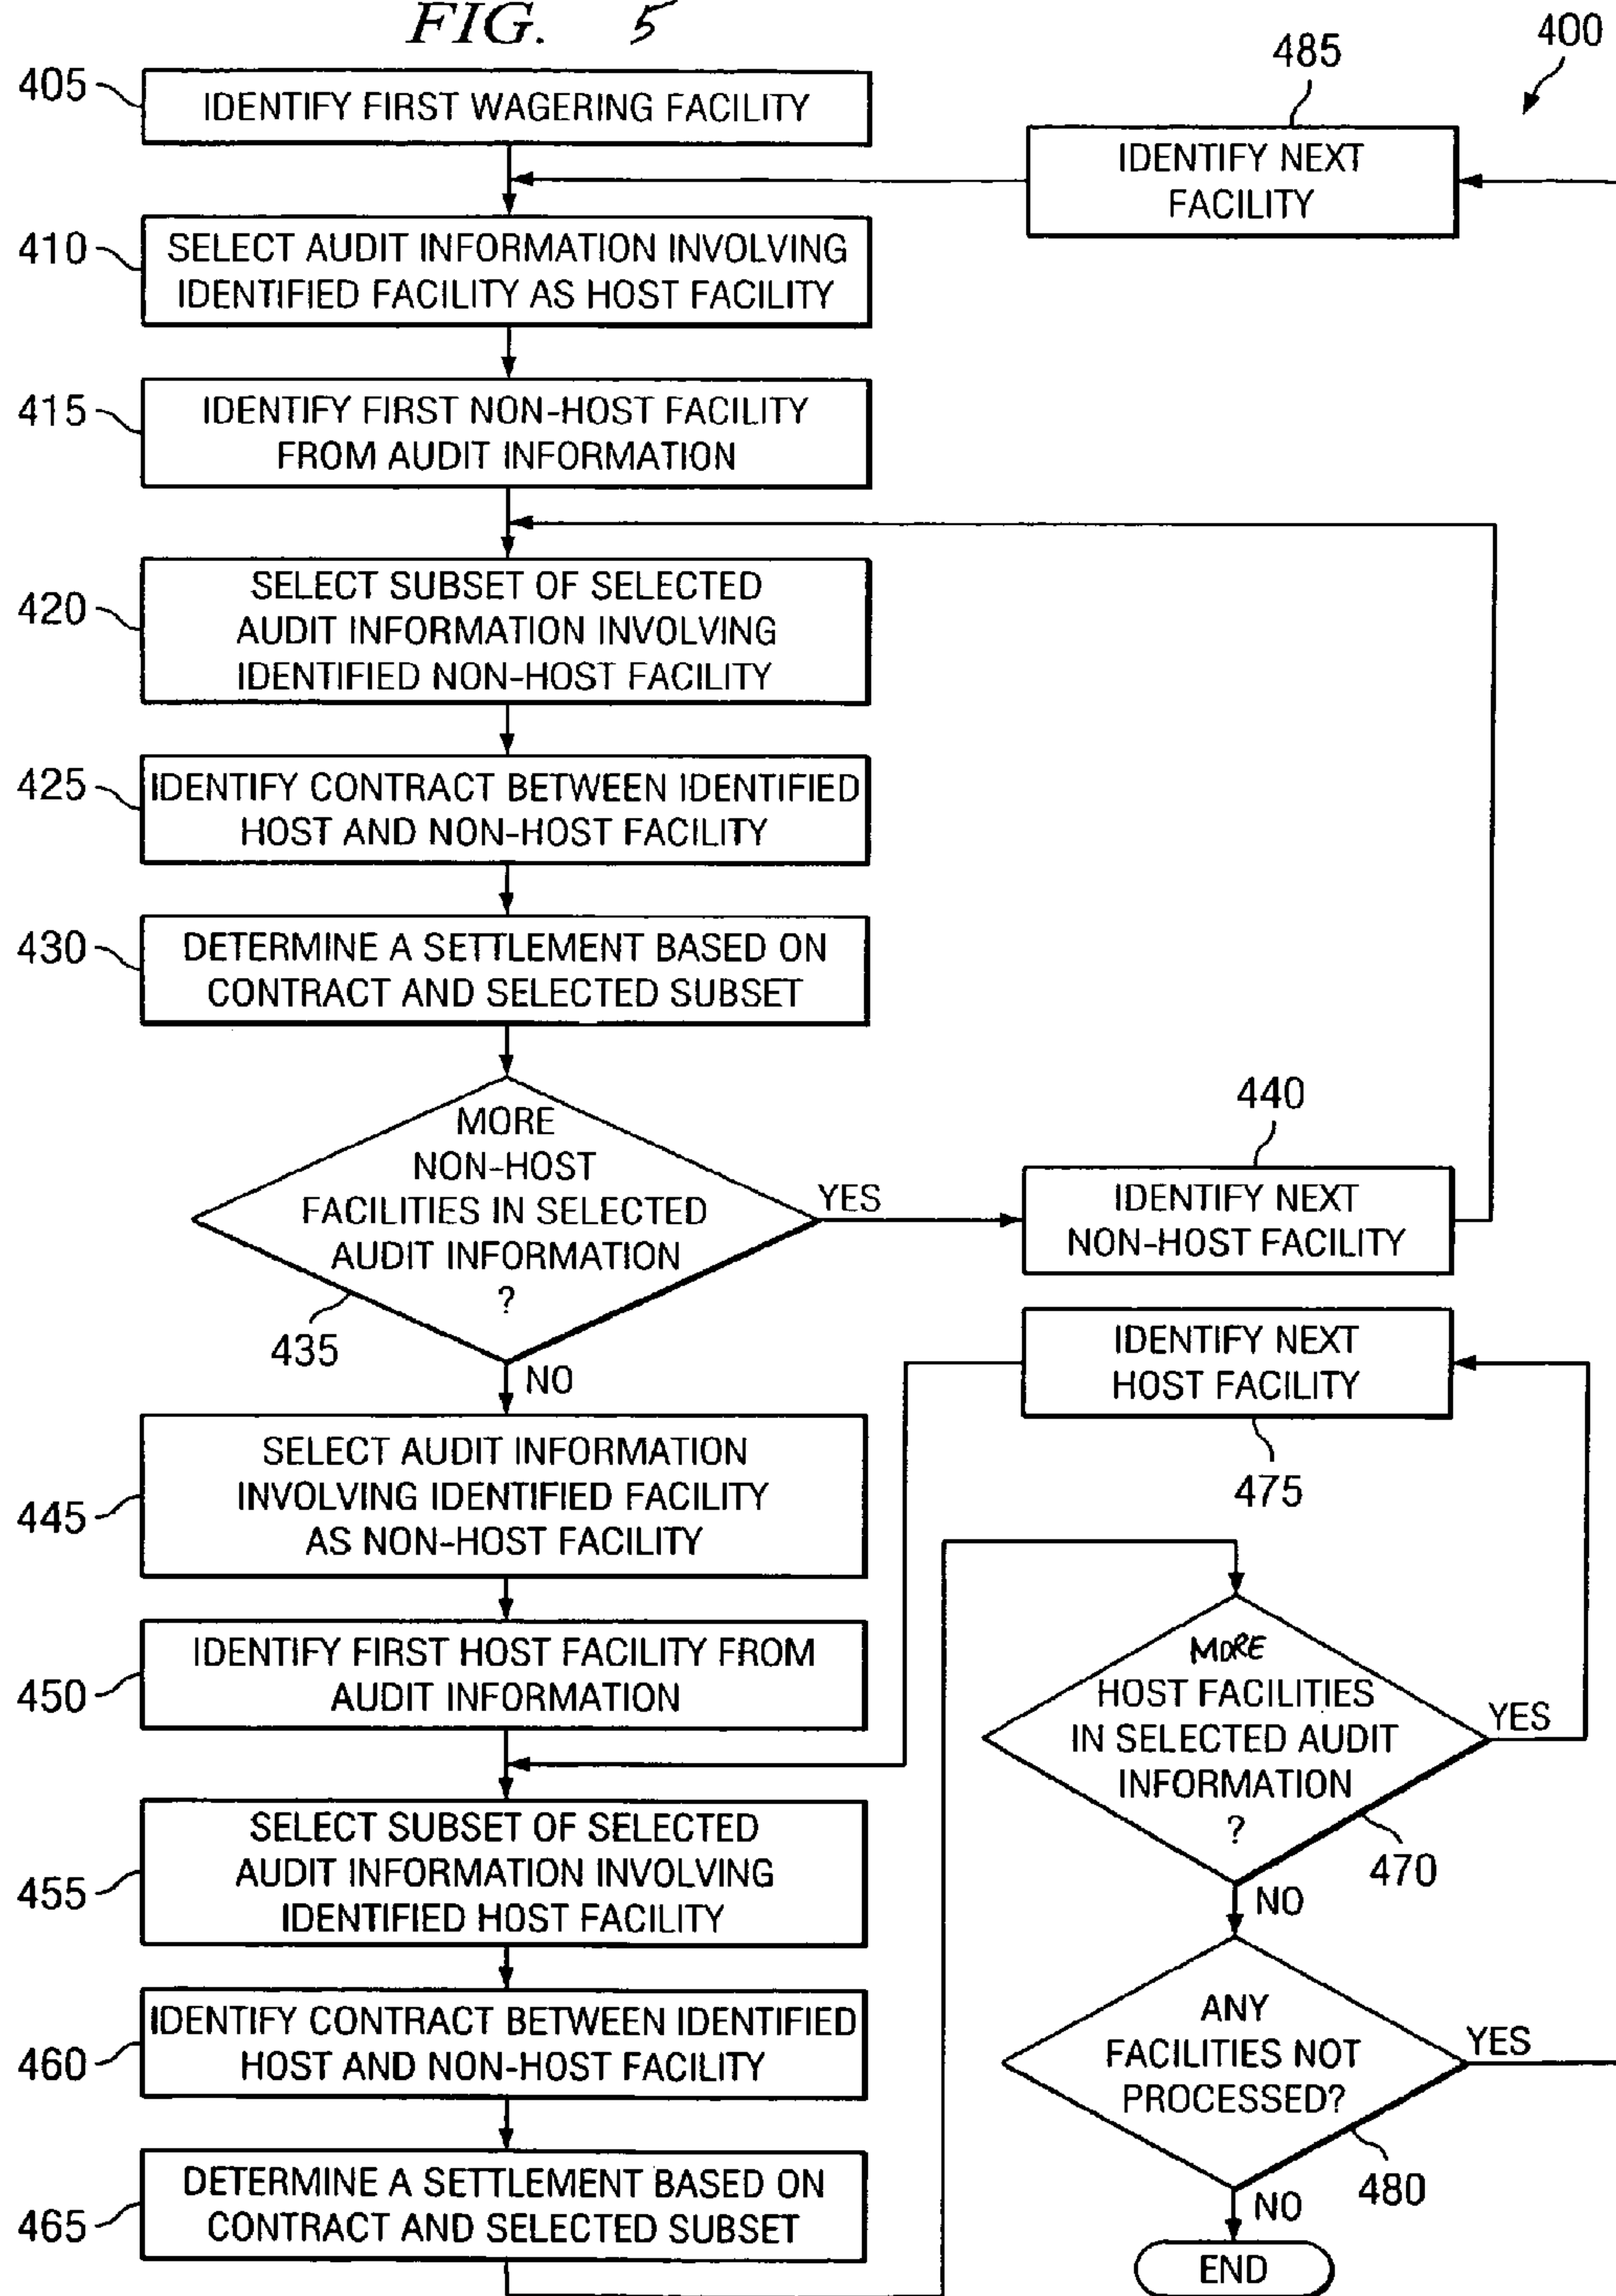 FIG. 5
400
405
IDENTIFY FIRST WAGERING FACILITY
485
IDENTIFY NEXT
FACILITY
410
SELECT AUDIT INFORMATION INVOLVING
IDENTIFIED FACILITY AS HOST FACILITY
415
IDENTIFY FIRST NON-HOST FACILITY
FROM AUDIT INFORMATION
420
SELECT SUBSET OF SELECTED
AUDIT INFORMATION INVOLVING
IDENTIFIED NON-HOST FACILITY
425
IDENTIFY CONTRACT BETWEEN IDENTIFIED
HOST AND NON-HOST FACILITY
430
DETERMINE A SETTLEMENT BASED ON
CONTRACT AND SELECTED SUBSET
MORE
NON-HOST
FACILITIES IN SELECTED
AUDIT INFORMATION
?
435
YES
NO
440
IDENTIFY NEXT
NON-HOST FACILITY
IDENTIFY NEXT
HOST FACILITY
475
445
SELECT AUDIT INFORMATION
INVOLVING IDENTIFIED FACILITY
AS NON-HOST FACILITY
450
IDENTIFY FIRST HOST FACILITY FROM
AUDIT INFORMATION
455
SELECT SUBSET OF SELECTED
AUDIT INFORMATION INVOLVING
IDENTIFIED HOST FACILITY
460
IDENTIFY CONTRACT BETWEEN IDENTIFIED
HOST AND NON-HOST FACILITY
465
DETERMINE A SETTLEMENT BASED ON
CONTRACT AND SELECTED SUBSET
MORE
HOST FACILITIES
IN SELECTED AUDIT
INFORMATION
?
YES
470
NO
ANY
FACILITIES NOT
PROCESSED?
YES
480
NO
END